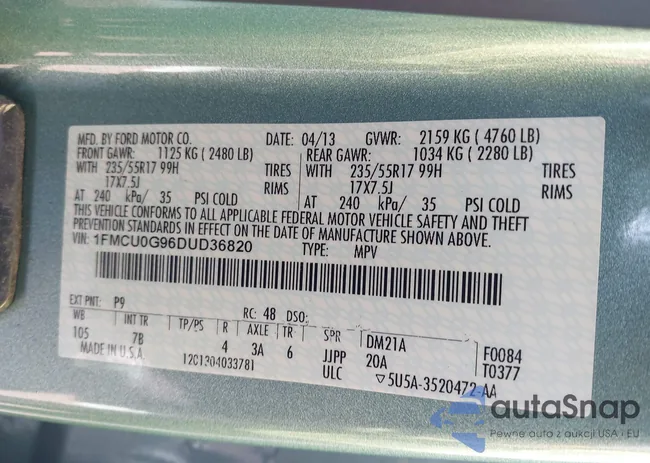 MFD. BY FORD MOTOR CO. DATE: 04/13 GVWR: 2159 KG ( 4760 LB)
FRONT GAWR: 1125 KG ( 2480 LB) REAR GAWR: 1034 KG ( 2280 LB)
WITH 235/55R17 99H TIRES WITH 235/55R17 99H TIRES
17X7.5J RIMS 17X7.5J RIMS
AT 240 kPa/ 35 PSI COLD AT 240 kPa/ 35 PSI COLD
THIS VEHICLE CONFORMS TO ALL APPLICABLE FEDERAL MOTOR VEHICLE SAFETY AND THEFT
PREVENTION STANDARDS IN EFFECT ON THE DATE OF MANUFACTURE SHOWN ABOVE.
VIN: 1FMCU0G96DUD36820 TYPE: MPV
EXT PNT: P9 RC: 48 DSO:
WB INT TR TP/PS R AXLE TR SPR DM21A F0084
105 7B 4 3A 6 JJPP 20A T0377
MADE IN U.S.A. 12C1304033781 ULC ▽5U5A-3520472-AA
autaSnap
Pewne auta z aukcji USA i EU